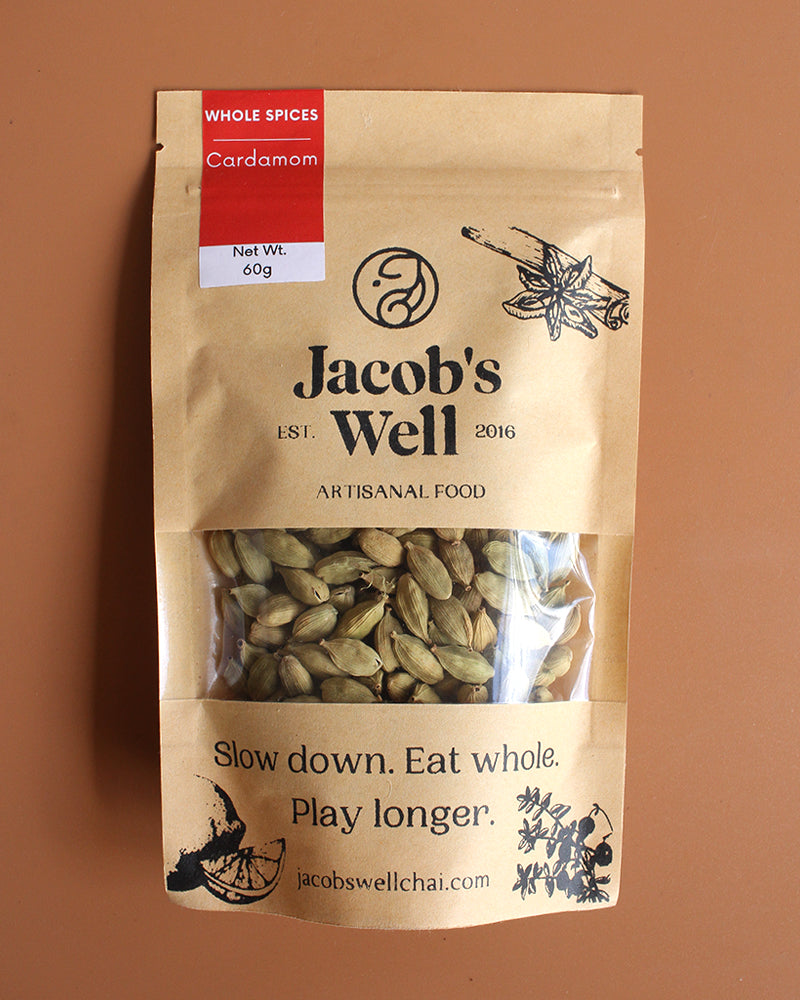 WHOLE SPICES
Cardamom
Net Wt.
60g
Jacob's
EST. Well 2016
ARTISANAL FOOD
Slow down. Eat whole.
Play longer.
jacobswellchai.com